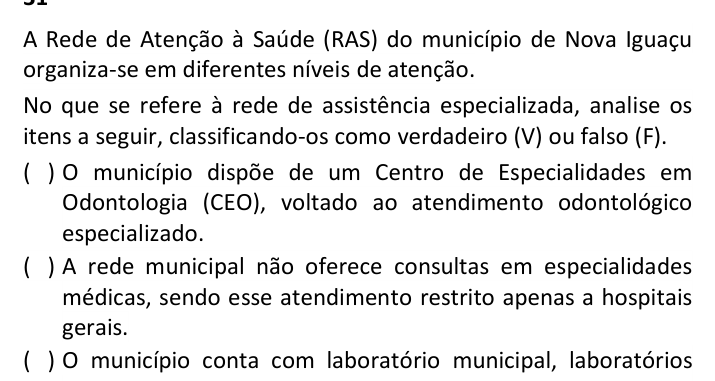 A Rede de Atenção à Saúde (RAS) do município de Nova Iguaçu
organiza-se em diferentes níveis de atenção.
No que se refere à rede de assistência especializada, analise os
itens a seguir, classificando-os como verdadeiro (V) ou falso (F).
( ) O município dispõe de um Centro de Especialidades em
Odontologia (CEO), voltado ao atendimento odontológico
especializado.
( ) A rede municipal não oferece consultas em especialidades
médicas, sendo esse atendimento restrito apenas a hospitais
gerais.
( ) O município conta com laboratório municipal, laboratórios